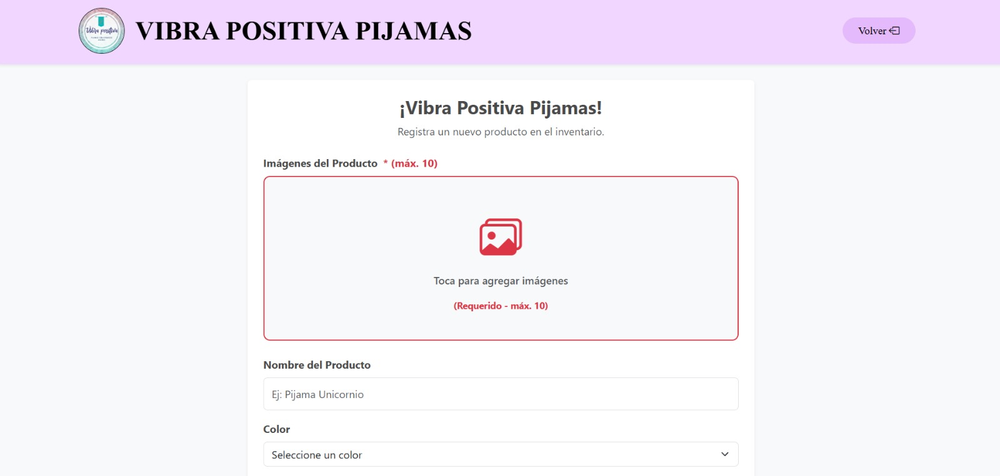 Vibra positiva
VIBRA POSITIVA PIJAMAS
Volver
¡Vibra Positiva Pijamas!
Registra un nuevo producto en el inventario.
Imágenes del Producto * (máx. 10)
Toca para agregar imágenes
(Requerido - máx. 10)
Nombre del Producto
Ej: Pijama Unicornio
Color
Seleccione un color